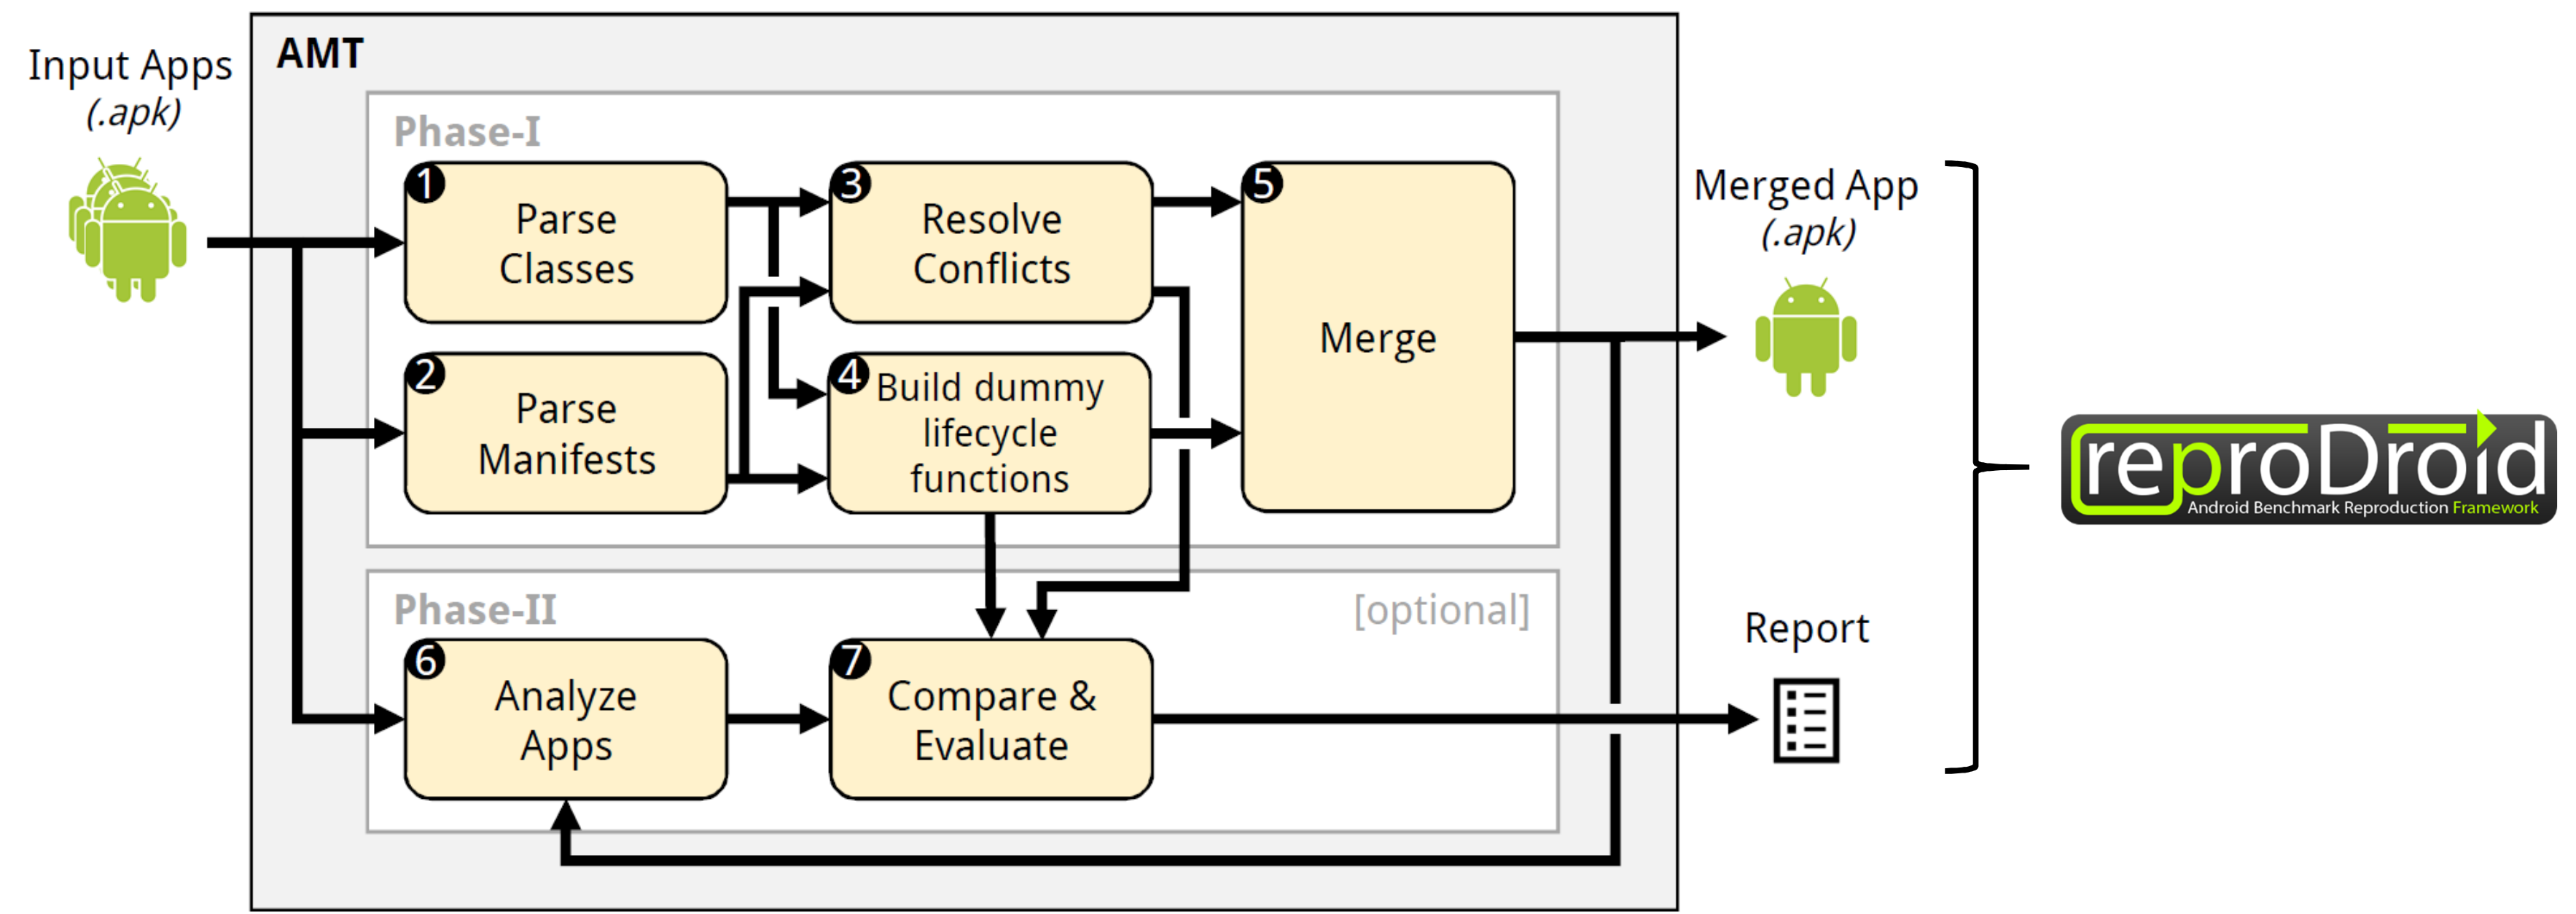 Input Apps
(.apk)
AMT
Phase-I
1
Parse
Classes
2
Parse
Manifests
3
Resolve
Conflicts
4
Build dummy
lifecycle
functions
5
Merge
Phase-II
[optional]
6
Analyze
Apps
7
Compare &
Evaluate
Merged App
(.apk)
Report
reproDroid
Android Benchmark Reproduction Framework